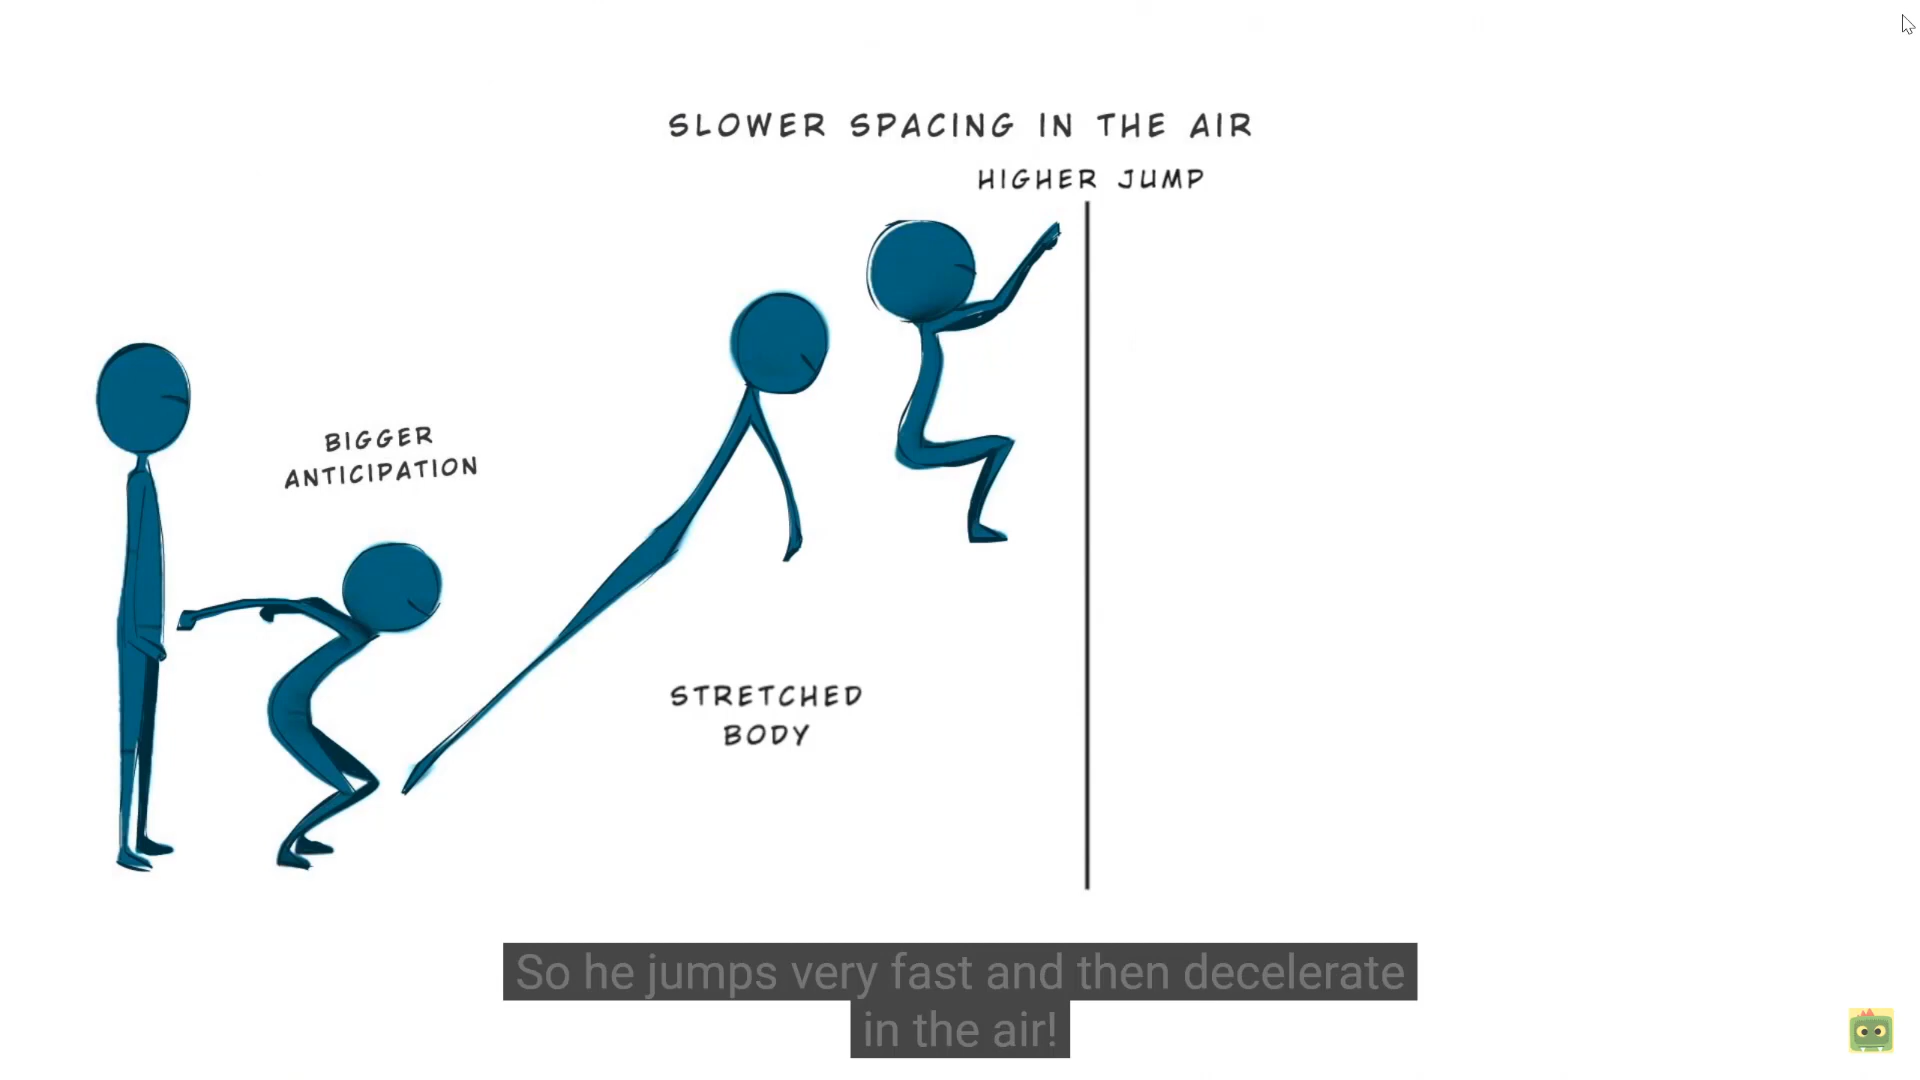 SLOWER SPACING IN THE AIR
HIGHER JUMP
BIGGER
ANTICIPATION
STRETCHED
BODY
So he jumps very fast and then decelerate
in the air!